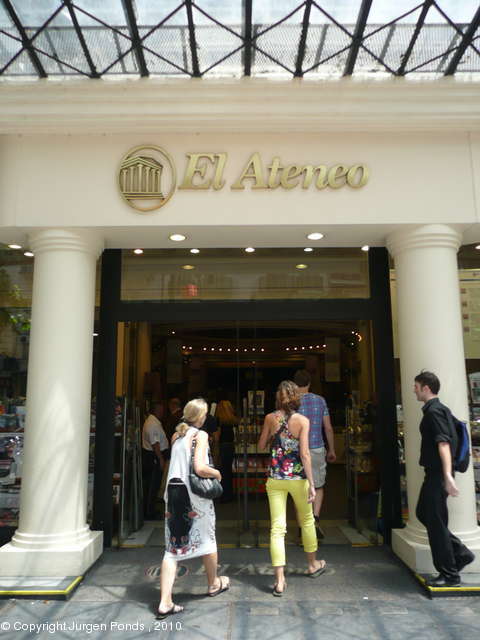 El Ateneo
© Copyright Jurgen Ponds , 2010